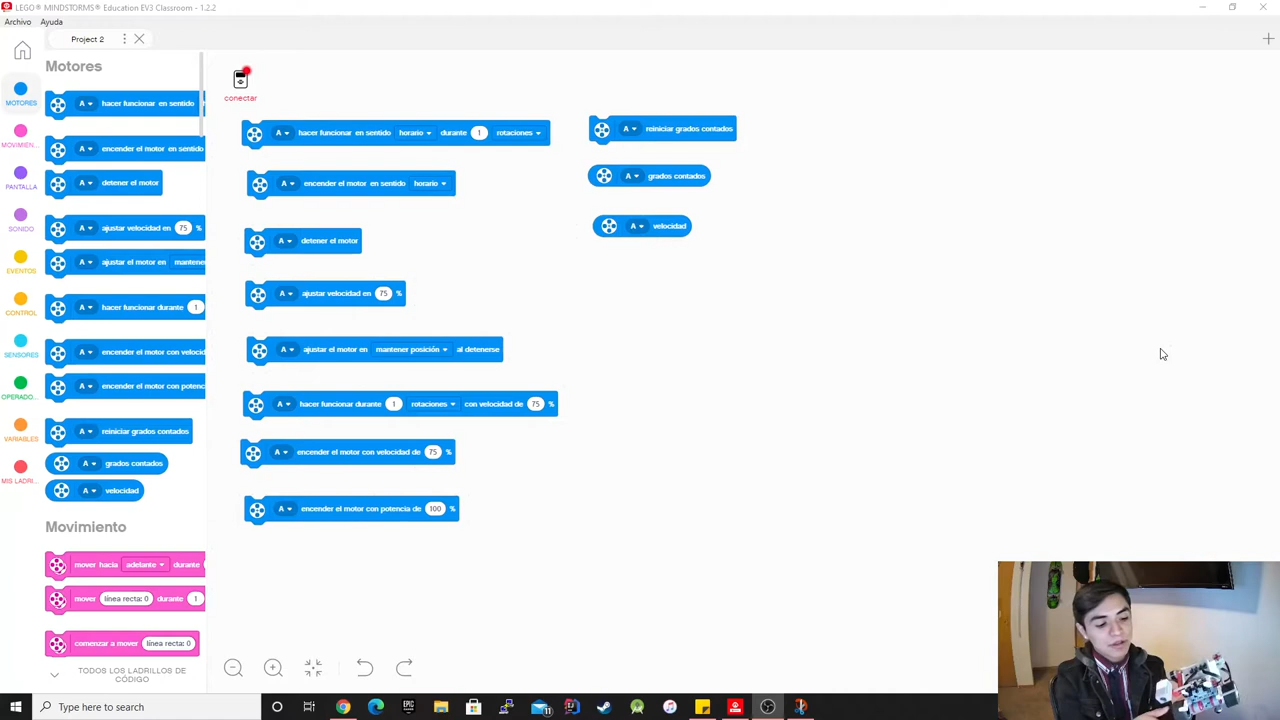 LEGO® MINDSTORMS® Education EV3 Classroom - 1.2.2
Archivo Ayuda
Project 2
MOTORES
MOVIMIEN...
PANTALLA
SONIDO
EVENTOS
CONTROL
SENSORES
OPERADO...
VARIABLES
MIS LADRI...
Motores
A hacer funcionar en sentido
A encender el motor en sentido
A detener el motor
A ajustar velocidad en 75 %
A ajustar el motor en
A hacer funcionar durante 1
A encender el motor con
A encender el motor con
A reiniciar grados contados
A grados contados
A velocidad
Movimiento
mover hacia adelante durante
mover línea recta: 0 durante 1
comenzar a mover línea recta: 0
TODOS LOS LADRILLOS DE
CÓDIGO
conectar
A hacer funcionar en sentido horario durante 1 rotaciones
A encender el motor en sentido horario
A detener el motor
A ajustar velocidad en 75 %
A ajustar el motor en mantener posición al detenerse
A hacer funcionar durante 1 rotaciones con velocidad de 75 %
A encender el motor con velocidad de 75 %
A encender el motor con potencia de 100 %
A reiniciar grados contados
A grados contados
A velocidad
Type here to search
EPIC
11